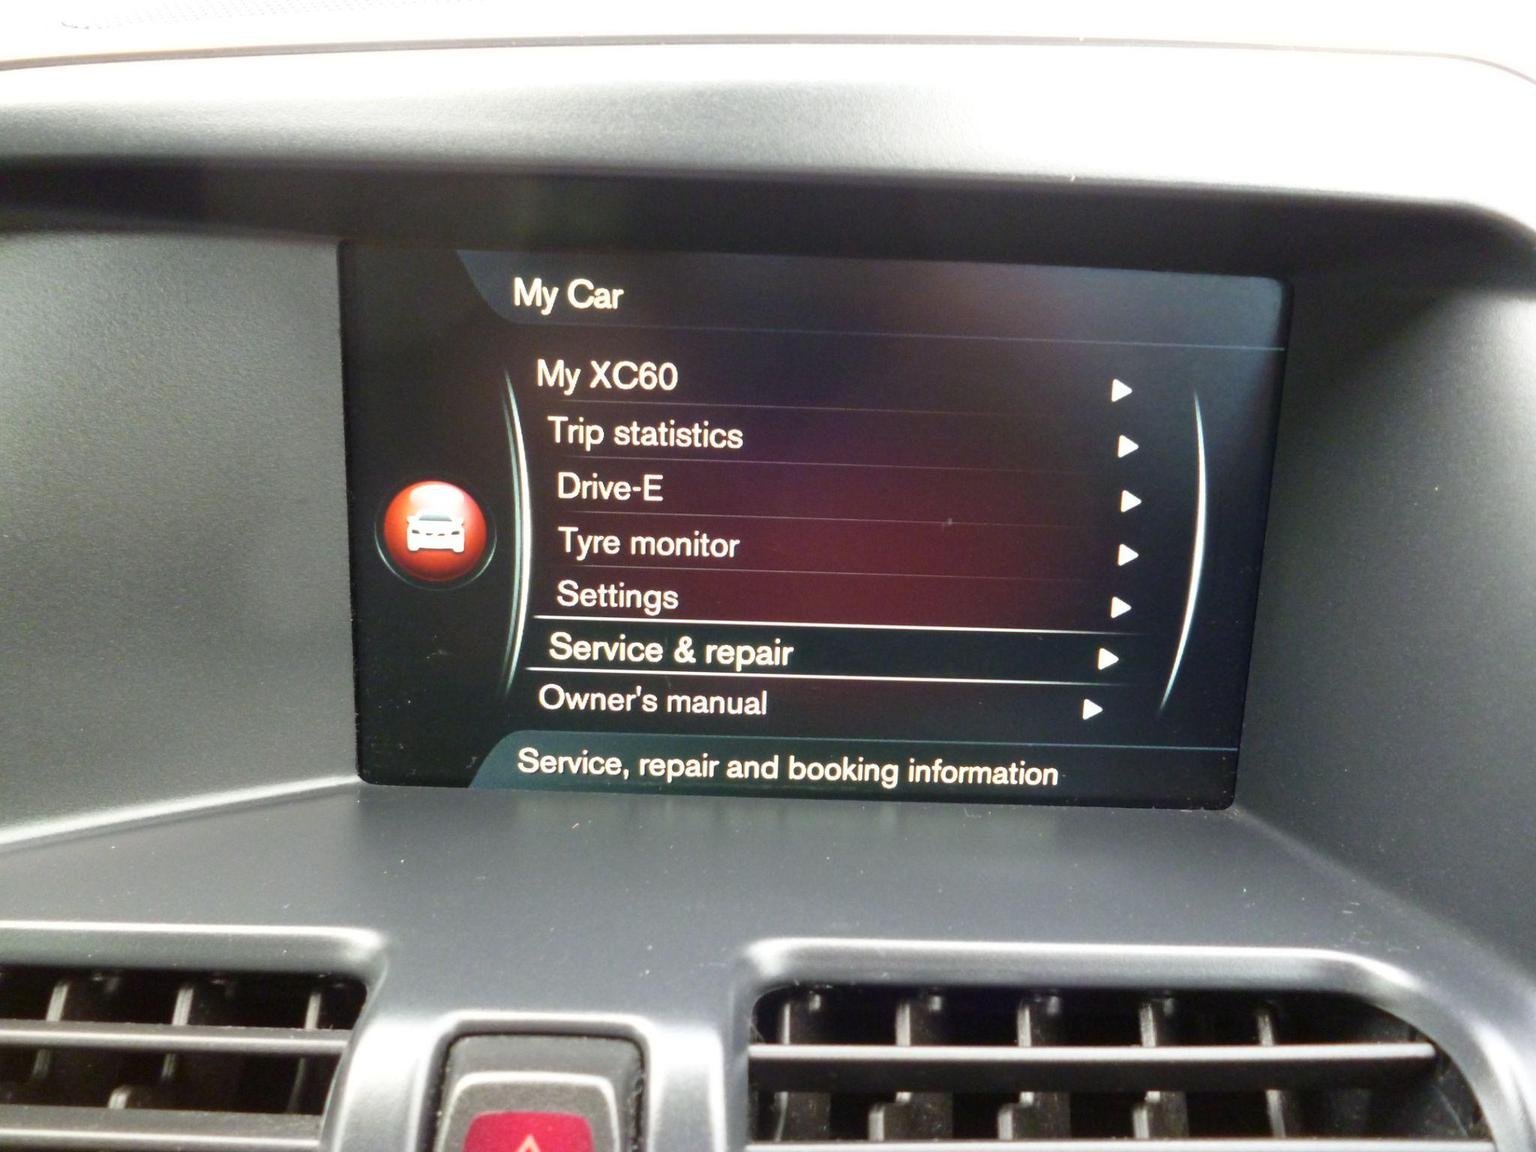 My Car
My XC60
Trip statistics
Drive-E
Tyre monitor
Settings
Service & repair
Owner's manual
Service, repair and booking information